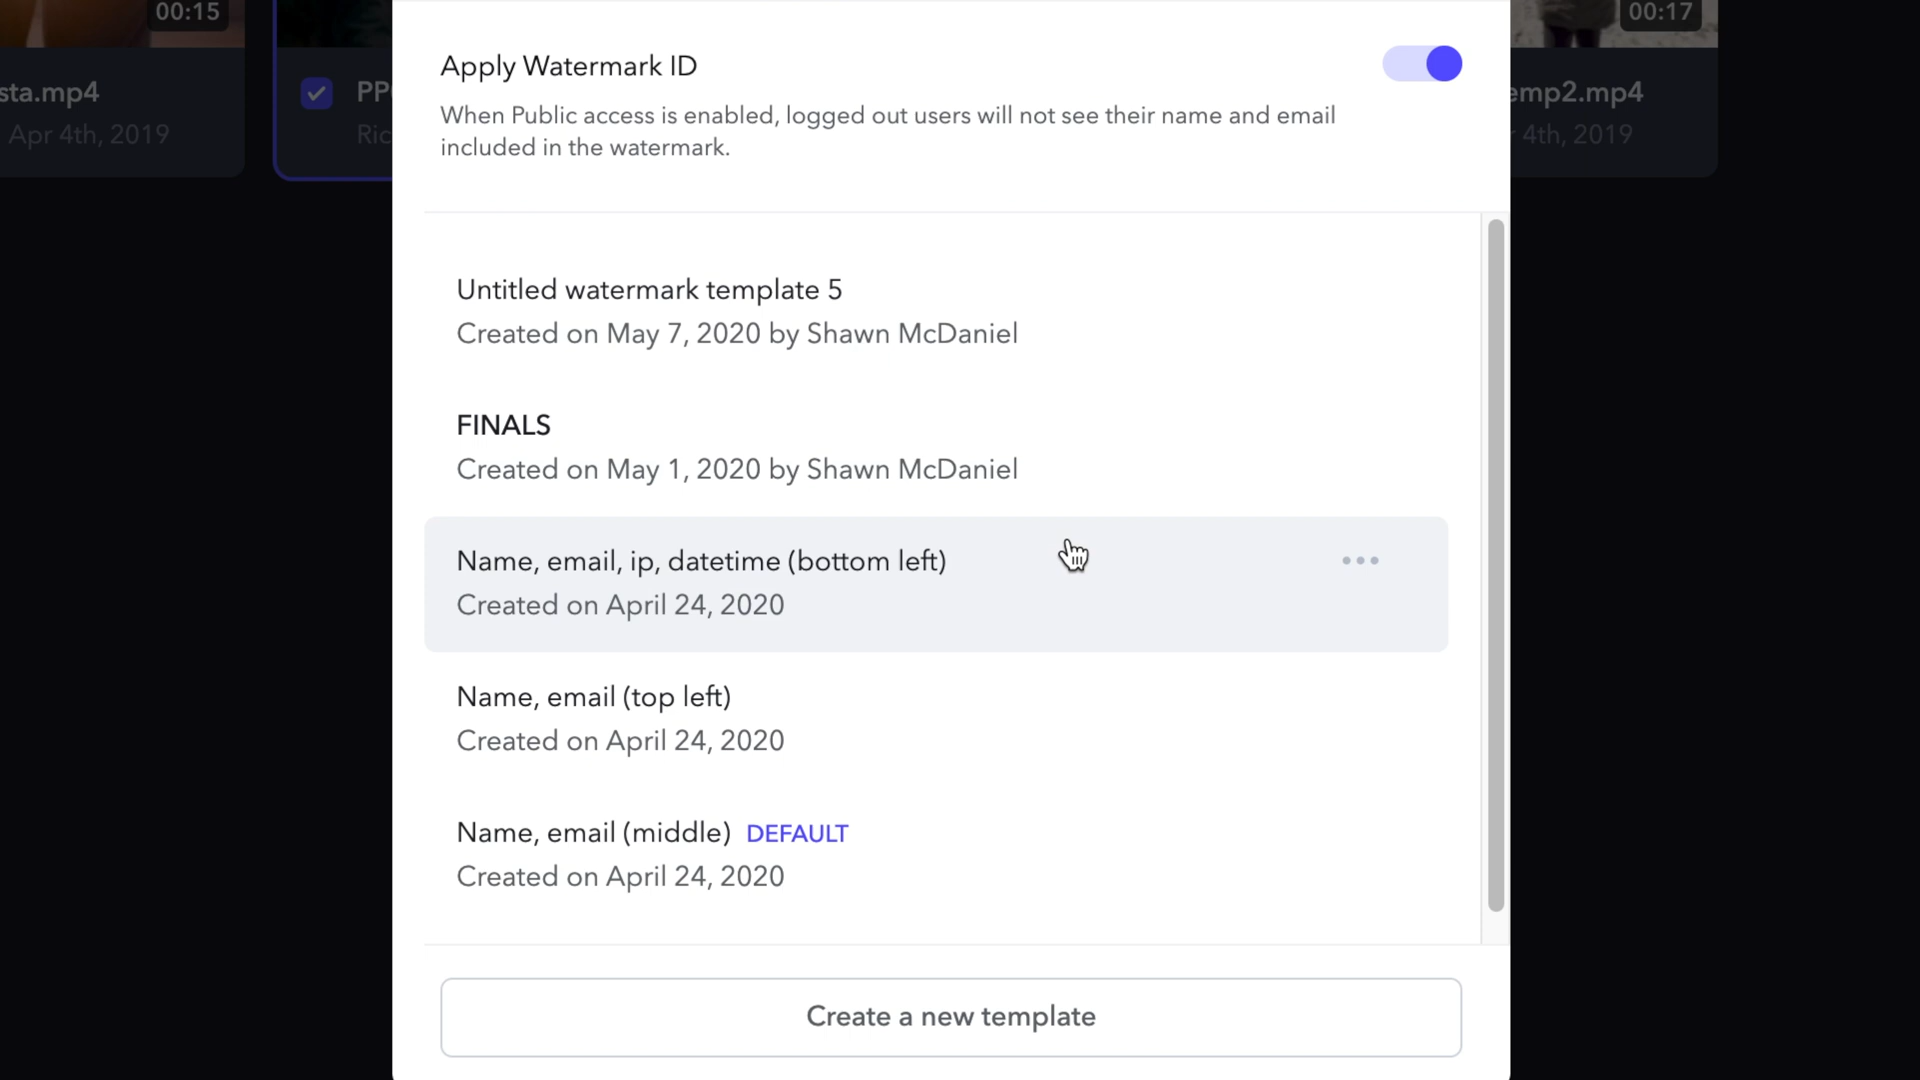 00:15
00:17
Apply Watermark ID
sta.mp4
PP
emp2.mp4
When Public access is enabled, logged out users will not see their name and email
included in the watermark.
Apr 4th, 2019
Ric
4th, 2019
Untitled watermark template 5
Created on May 7, 2020 by Shawn McDaniel
FINALS
Created on May 1, 2020 by Shawn McDaniel
Name, email, ip, datetime (bottom left)
Created on April 24, 2020
Name, email (top left)
Created on April 24, 2020
Name, email (middle) DEFAULT
Created on April 24, 2020
Create a new template